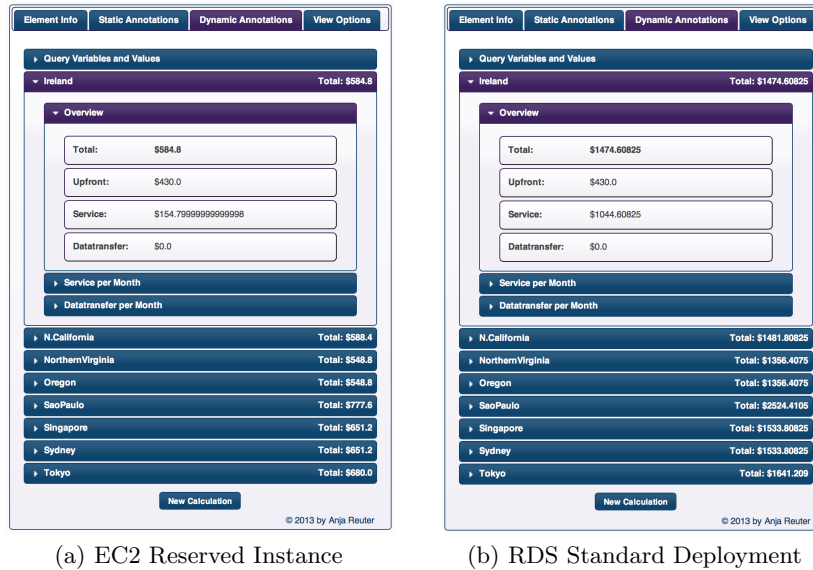 Element Info Static Annotations Dynamic Annotations View Options
Query Variables and Values
Ireland Total: $584.8
Overview
Total: $584.8
Upfront: $430.0
Service: $154.79999999999998
Datatransfer: $0.0
Service per Month
Datatransfer per Month
N.California Total: $588.4
NorthernVirginia Total: $548.8
Oregon Total: $548.8
SaoPaulo Total: $777.6
Singapore Total: $651.2
Sydney Total: $651.2
Tokyo Total: $680.0
New Calculation
© 2013 by Anja Reuter
(a) EC2 Reserved Instance
Element Info Static Annotations Dynamic Annotations View Options
Query Variables and Values
Ireland Total: $1474.60825
Overview
Total: $1474.60825
Upfront: $430.0
Service: $1044.60825
Datatransfer: $0.0
Service per Month
Datatransfer per Month
N.California Total: $1481.80825
NorthernVirginia Total: $1356.4075
Oregon Total: $1356.4075
SaoPaulo Total: $2524.4105
Singapore Total: $1533.80825
Sydney Total: $1533.80825
Tokyo Total: $1641.209
New Calculation
© 2013 by Anja Reuter
(b) RDS Standard Deployment